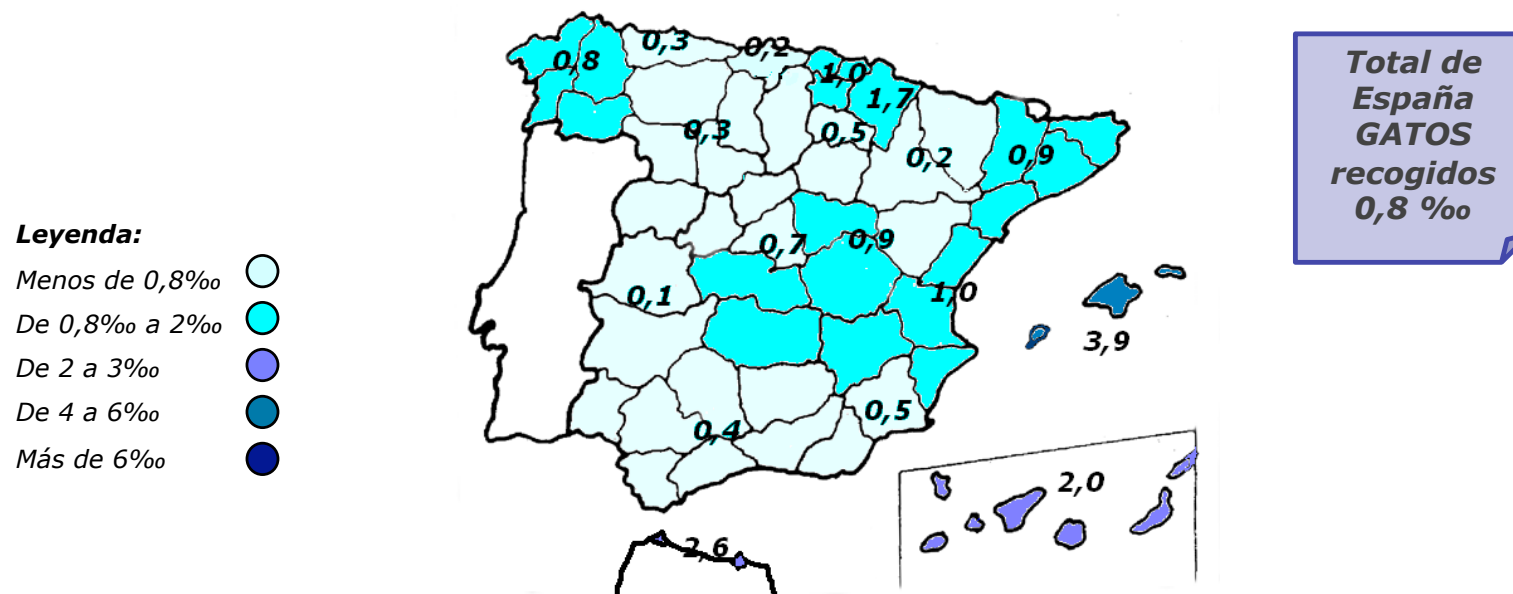 0,3
0,2
0,8
1,0
1,7
0,3
0,5
0,2
0,9
0,7
0,9
0,1
1,0
3,9
0,5
0,4
2,0
2,6
Total de
España
GATOS
recogidos
0,8 ‰
Leyenda:
Menos de 0,8‰
De 0,8‰ a 2‰
De 2 a 3‰
De 4 a 6‰
Más de 6‰